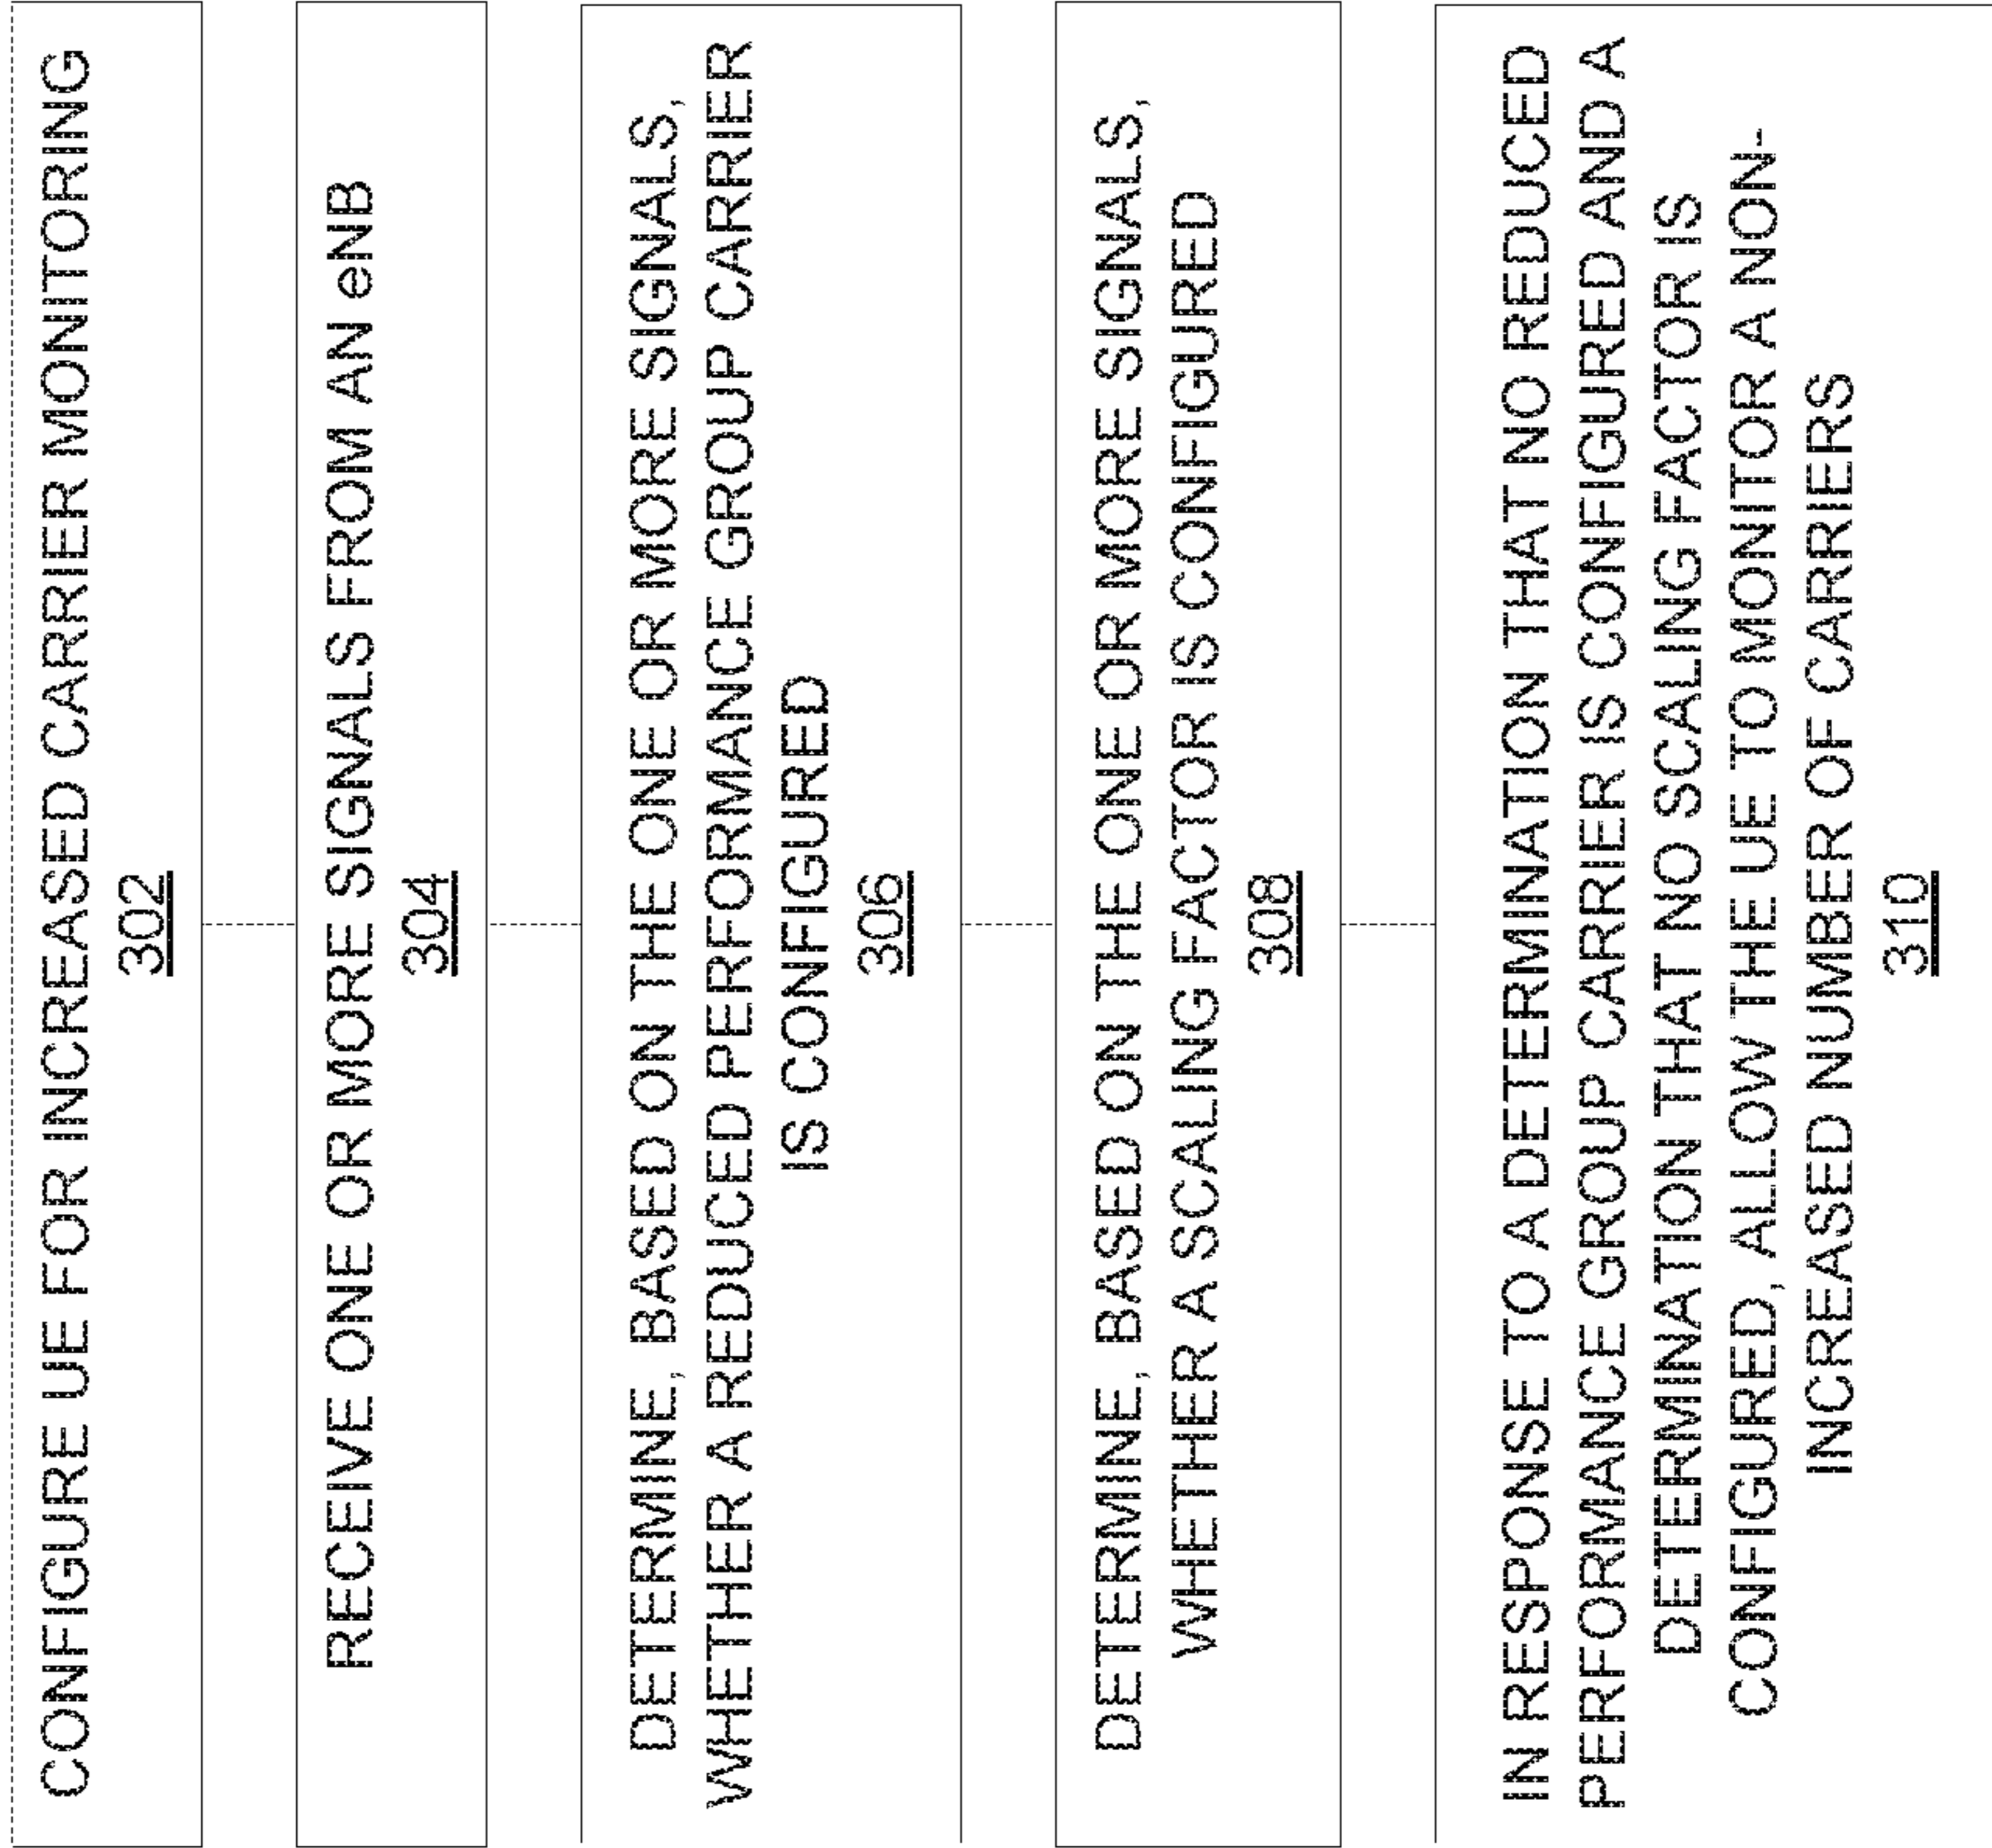 CONFIGURE UE FOR INCREASED CARRIER MONITORING
302
RECEIVE ONE OR MORE SIGNALS FROM AN eNB
304
DETERMINE, BASED ON THE ONE OR MORE SIGNALS,
WHETHER A REDUCED PERFORMANCE GROUP CARRIER
IS CONFIGURED
306
DETERMINE, BASED ON THE ONE OR MORE SIGNALS,
WHETHER A SCALING FACTOR IS CONFIGURED
308
IN RESPONSE TO A DETERMINATION THAT NO REDUCED
PERFORMANCE GROUP CARRIER IS CONFIGURED AND A
DETERMINATION THAT NO SCALING FACTOR IS
CONFIGURED, ALLOW THE UE TO MONITOR A NON-
INCREASED NUMBER OF CARRIERS
310